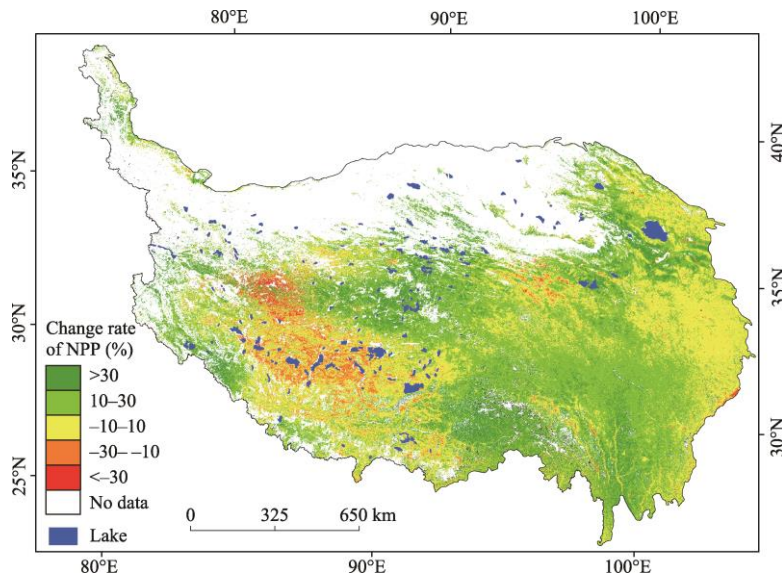 80°E 90°E 100°E
40°N
35°N
35°N
30°N
30°N
25°N
Change rate
of NPP (%)
>30
10–30
–10–10
–30– –10
<–30
No data
Lake
0 325 650 km
80°E 90°E 100°E